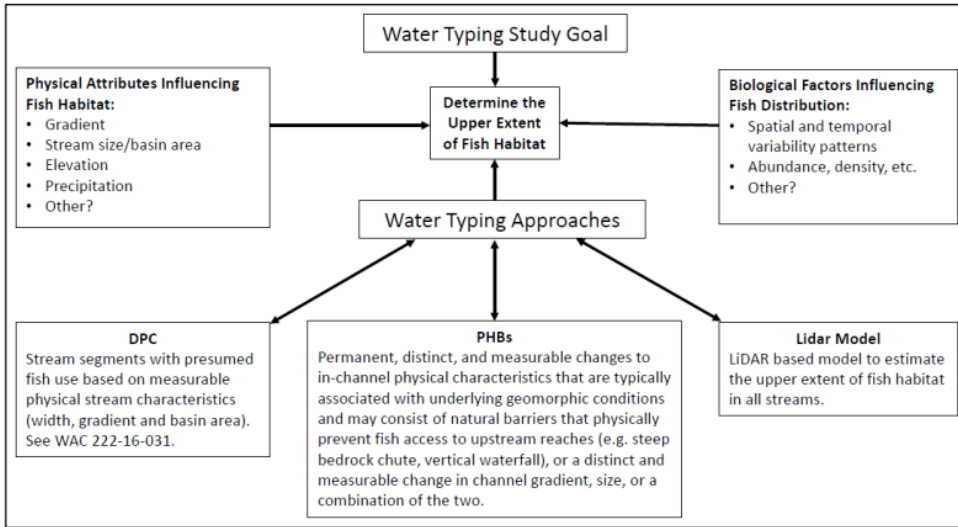 Water Typing Study Goal
Physical Attributes Influencing
Fish Habitat:
• Gradient
• Stream size/basin area
• Elevation
• Precipitation
• Other?
Determine the
Upper Extent
of Fish Habitat
Biological Factors Influencing
Fish Distribution:
• Spatial and temporal
variability patterns
• Abundance, density, etc.
• Other?
Water Typing Approaches
DPC
Stream segments with presumed
fish use based on measurable
physical stream characteristics
(width, gradient and basin area).
See WAC 222-16-031.
PHBs
Permanent, distinct, and measurable changes to
in-channel physical characteristics that are typically
associated with underlying geomorphic conditions
and may consist of natural barriers that physically
prevent fish access to upstream reaches (e.g. steep
bedrock chute, vertical waterfall), or a distinct and
measurable change in channel gradient, size, or a
combination of the two.
Lidar Model
LiDAR based model to estimate
the upper extent of fish habitat
in all streams.